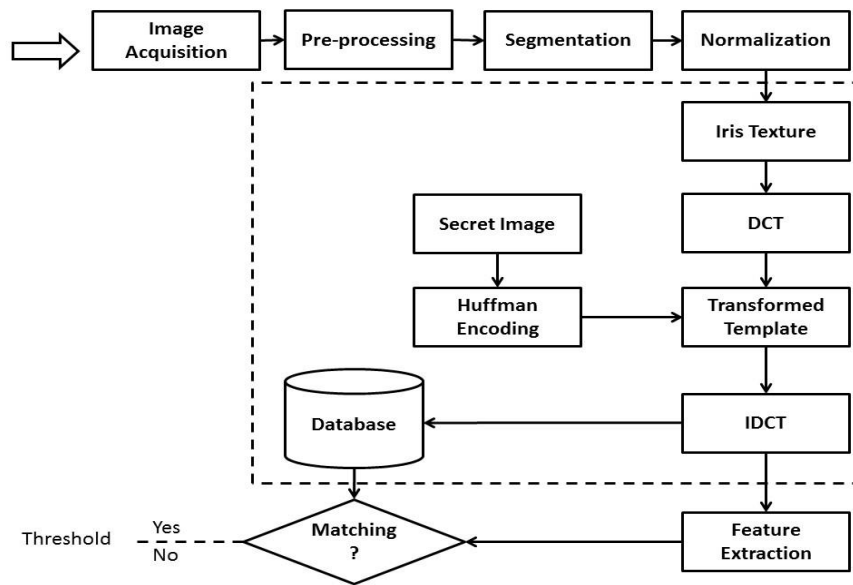 Image
Acquisition
Pre-processing
Segmentation
Normalization
Iris Texture
Secret Image
DCT
Huffman
Encoding
Transformed
Template
Database
IDCT
Threshold
Yes
No
Matching
?
Feature
Extraction